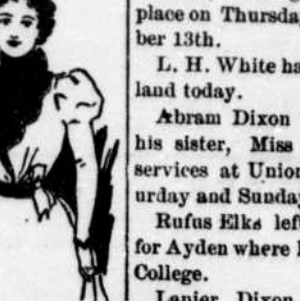 place on Thursda
ber 13th.
L. H. White ha
land today.
Abram Dixon
his sister, Miss
services at Union
urday and Sunday
Rufus Elks left
for Ayden where
College.
Lanier Dixon